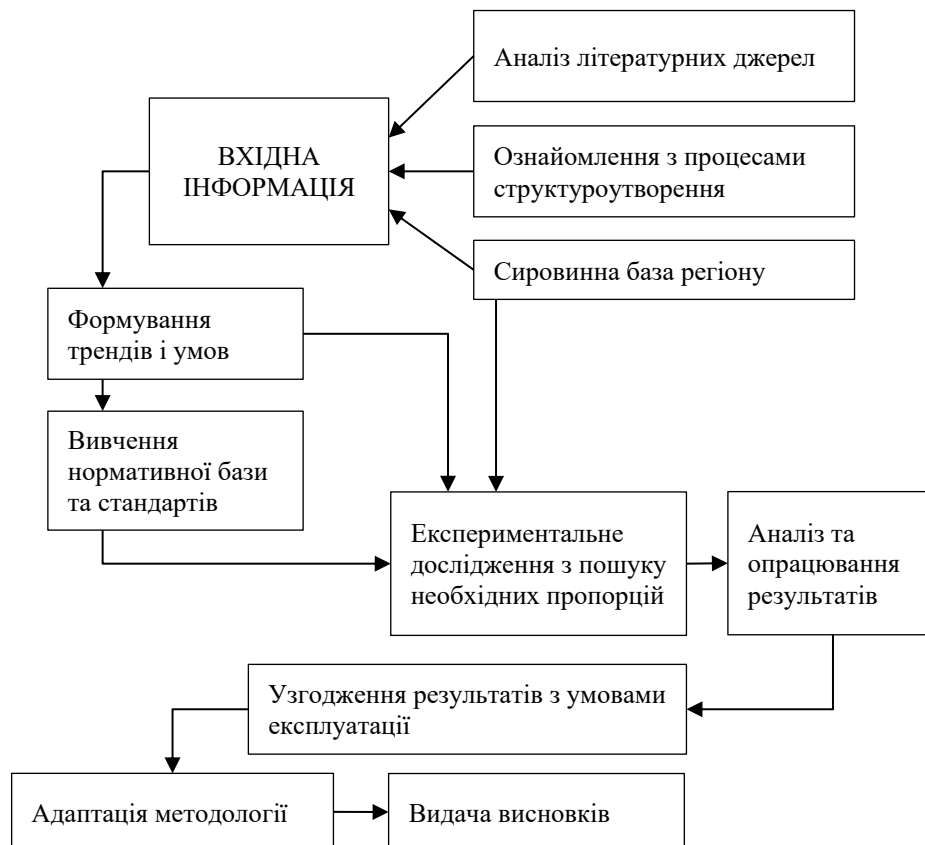 Аналіз літературних джерел
ВХІДНА
ІНФОРМАЦІЯ
Ознайомлення з процесами
структуроутворення
Сировинна база регіону
Формування
трендів і умов
Вивчення
нормативної бази
та стандартів
Експериментальне
дослідження з пошуку
необхідних пропорцій
Аналіз та
опрацювання
результатів
Узгодження результатів з умовами
експлуатації
Адаптація методології
Видача висновків